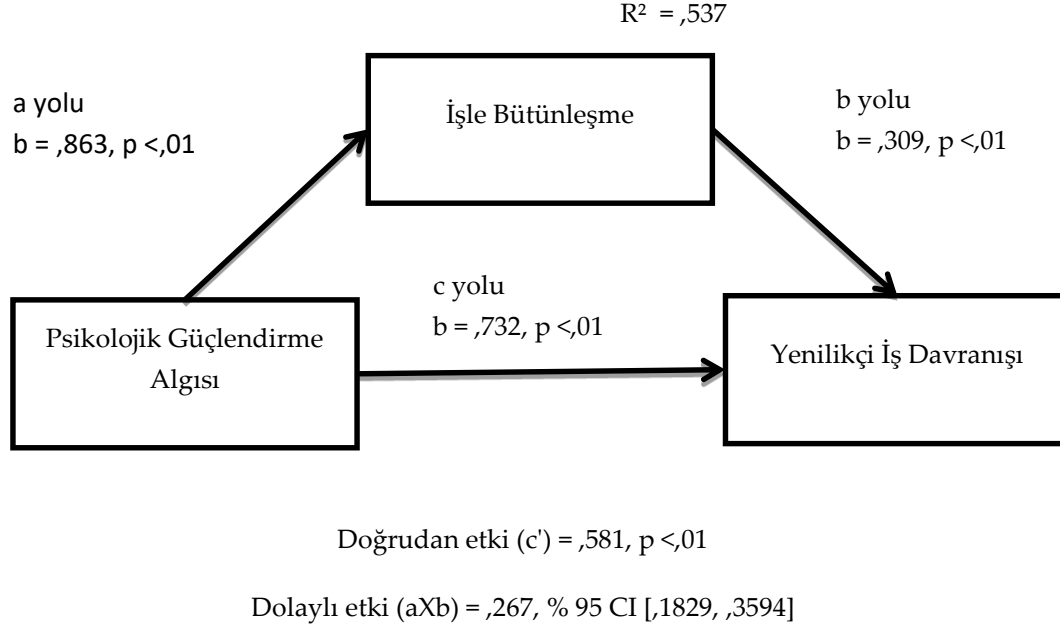 R² = ,537
a yolu
b = ,863, p <,01
İşle Bütünleşme
b yolu
b = ,309, p <,01
c yolu
b = ,732, p <,01
Psikolojik Güçlendirme
Algısı
Yenilikçi İş Davranışı
Doğrudan etki (c') = ,581, p <,01
Dolaylı etki (aXb) = ,267, % 95 CI [,1829, ,3594]